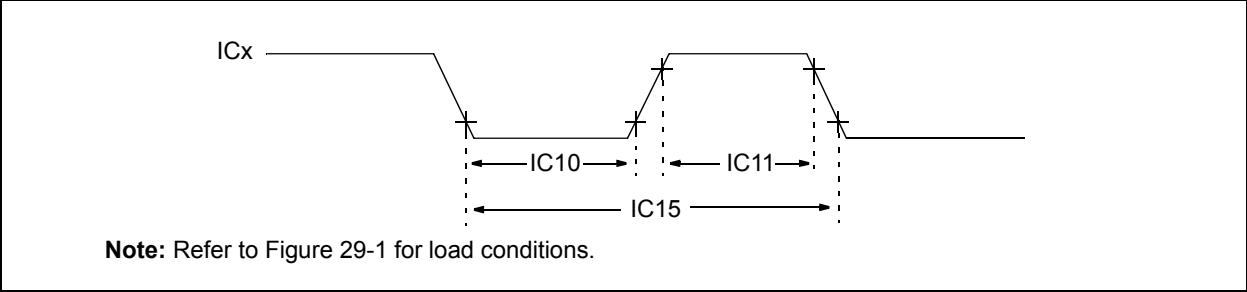 ICx
IC10
IC11
IC15
Note: Refer to Figure 29-1 for load conditions.